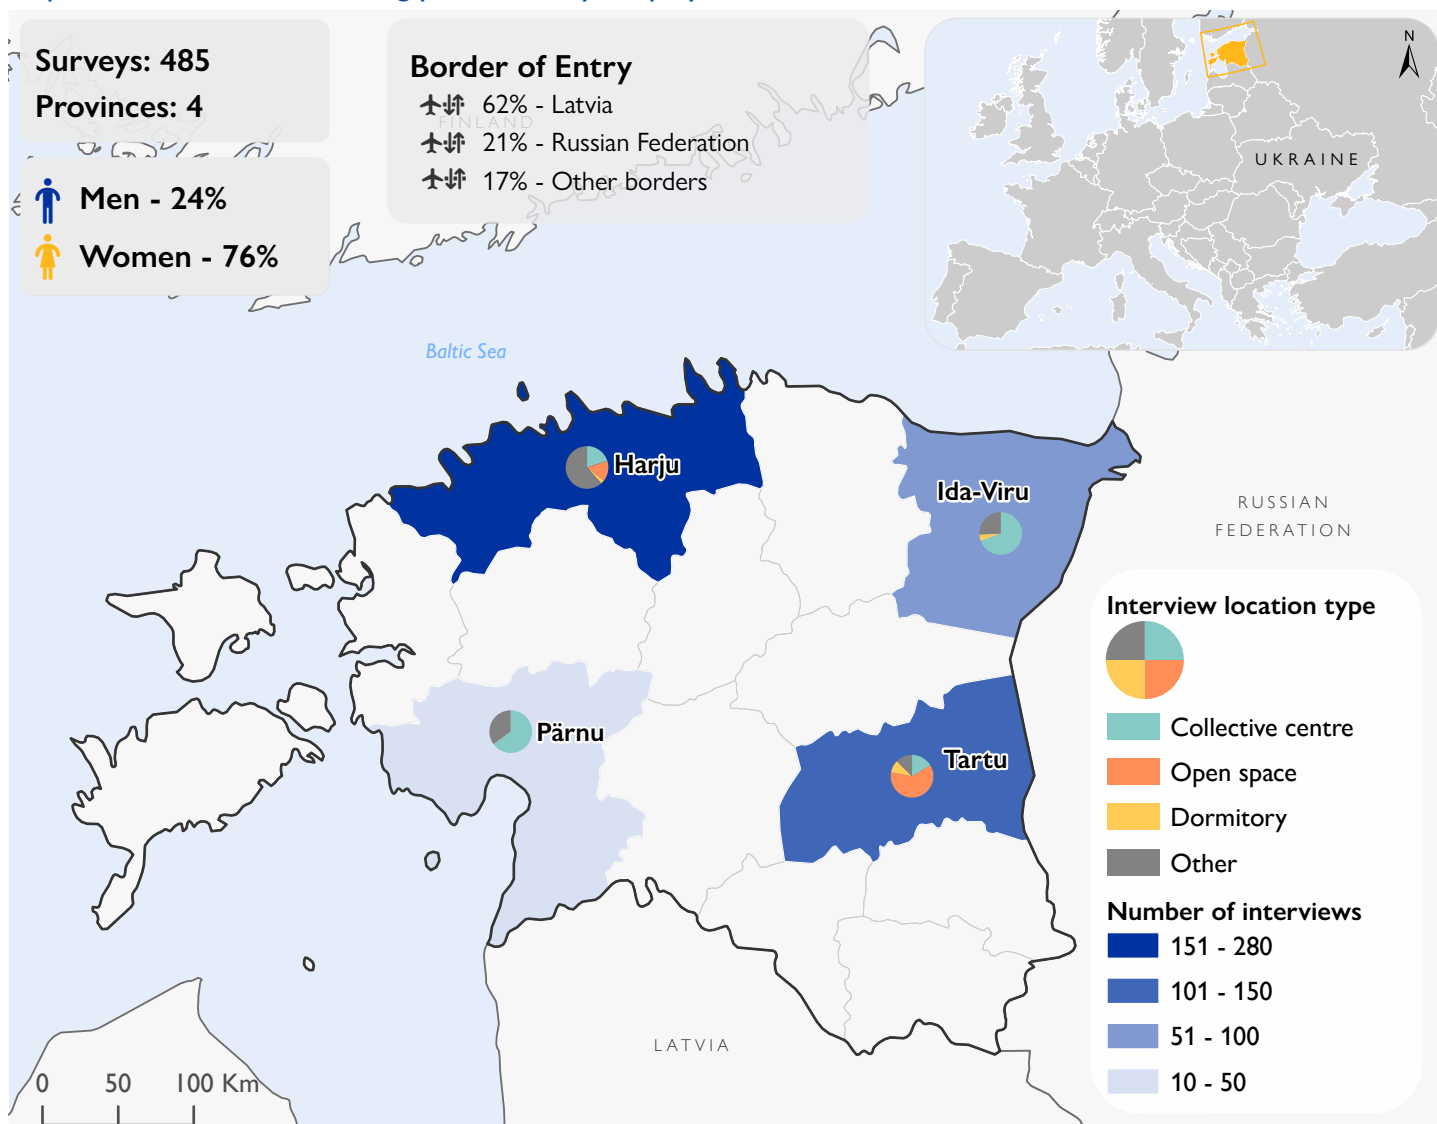 Surveys: 485
Provinces: 4
Men - 24%
Women - 76%
Border of Entry
62% - Latvia
21% - Russian Federation
17% - Other borders
FINLAND
N
UKRAINE
Baltic Sea
Harju
Ida-Viru
RUSSIAN
FEDERATION
Pärnu
Tartu
LATVIA
Interview location type
Collective centre
Open space
Dormitory
Other
Number of interviews
151 - 280
101 - 150
51 - 100
10 - 50
0 50 100 Km